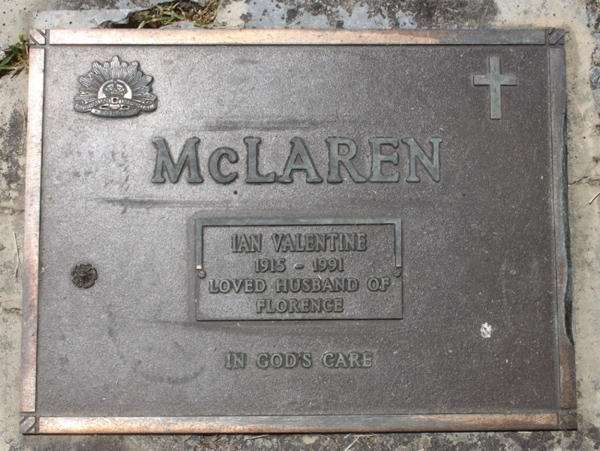 McLAREN
IAN VALENTINE
1915 - 1991
LOVED HUSBAND OF
FLORENCE
IN GOD'S CARE